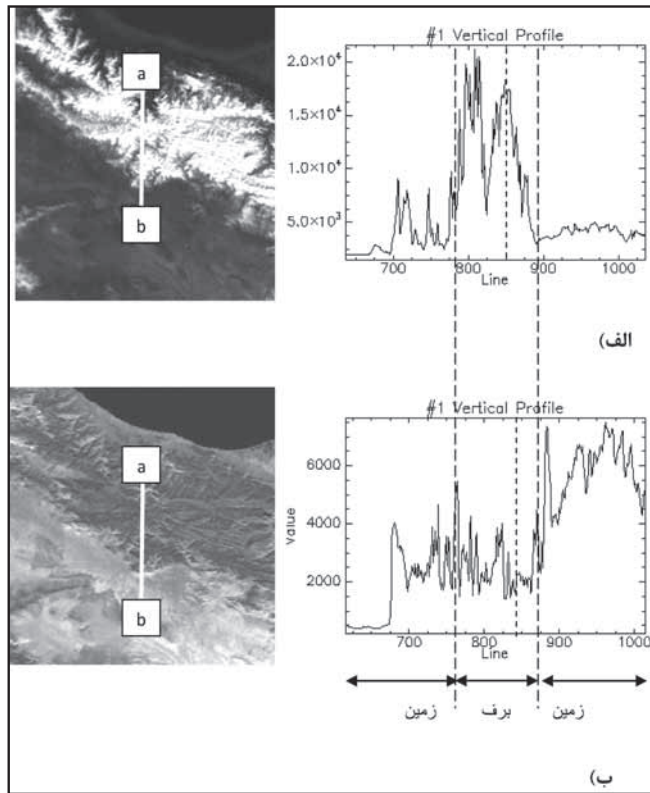 #1 Vertical Profile
a
b
2.0×10⁴
1.5×10⁴
1.0×10⁴
5.0×10³
700 800 900 1000
Line
الف)
#1 Vertical Profile
a
b
Value
6000
4000
2000
700 800 900 1000
Line
زمین برف زمین
ب)